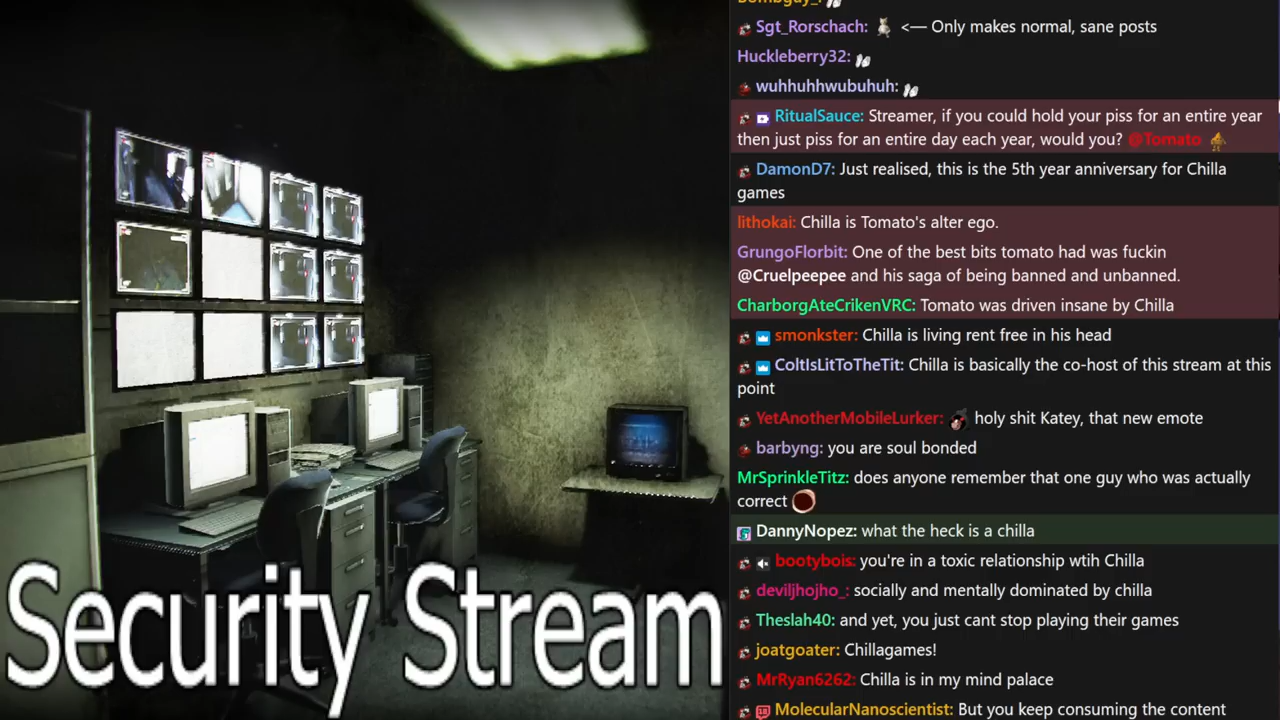 Bombguy_f:
Sgt_Rorschach: <— Only makes normal, sane posts
Huckleberry32:
wuhhuhhwubuhuh:
RitualSauce: Streamer, if you could hold your piss for an entire year
then just piss for an entire day each year, would you? @Tomato
DamonD7: Just realised, this is the 5th year anniversary for Chilla
games
lithokai: Chilla is Tomato's alter ego.
GrungoFlorbit: One of the best bits tomato had was fuckin
@Cruelpeepee and his saga of being banned and unbanned.
CharborgAteCrikenVRC: Tomato was driven insane by Chilla
smonkster: Chilla is living rent free in his head
ColtIsLitToTheTit: Chilla is basically the co-host of this stream at this
point
YetAnotherMobileLurker: holy shit Katey, that new emote
barbyng: you are soul bonded
MrSprinkleTitz: does anyone remember that one guy who was actually
correct
DannyNopez: what the heck is a chilla
bootybois: you're in a toxic relationship wtih Chilla
deviljhojho_: socially and mentally dominated by chilla
Theslah40: and yet, you just cant stop playing their games
joatgoater: Chillagames!
MrRyan6262: Chilla is in my mind palace
MolecularNanoscientist: But you keep consuming the content
Security Stream